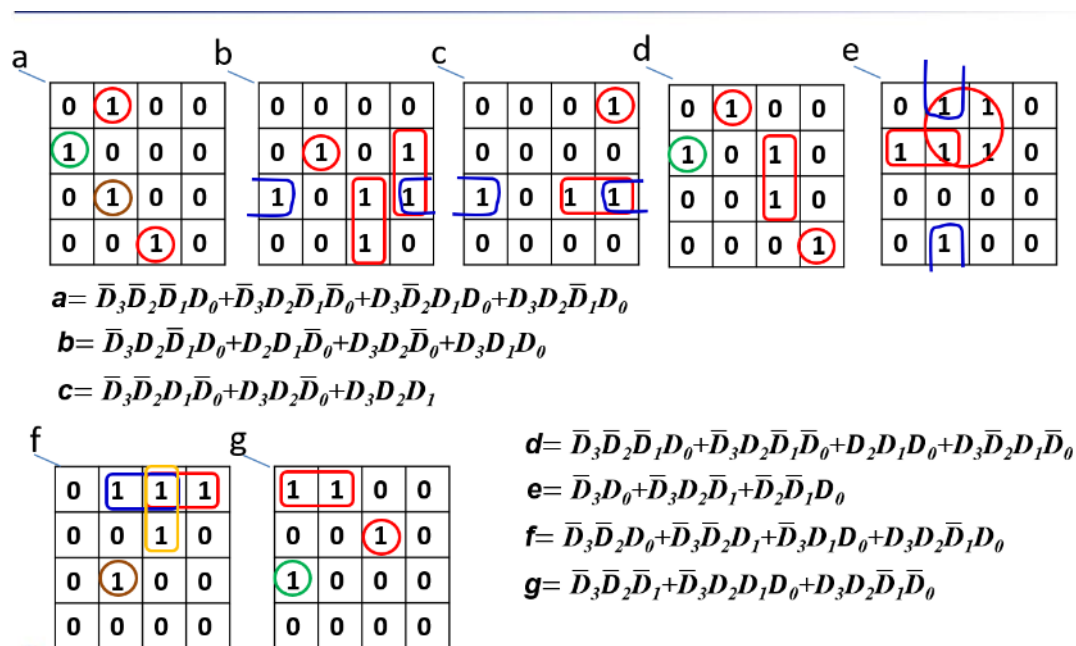 a b c d e
0 1 0 0 0 0 0 0 0 0 0 1 0 1 0 0 0 1 1 0
1 0 0 0 0 1 0 1 0 0 0 0 1 0 1 0 1 1 1 0
0 1 0 0 1 0 1 1 1 0 1 1 0 0 1 0 0 0 0 0
0 0 1 0 0 0 1 0 0 0 0 0 0 0 0 1 0 1 0 0
a= D̅₃D̅₂D̅₁D₀+D̅₃D₂D̅₁D̅₀+D₃D̅₂D₁D₀+D₃D₂D̅₁D₀
b= D̅₃D₂D̅₁D₀+D₂D₁D̅₀+D₃D₂D̅₀+D₃D₁D₀
c= D̅₃D̅₂D₁D̅₀+D₃D₂D̅₀+D₃D₂D₁
f g
0 1 1 1 1 1 0 0
0 0 1 0 0 0 1 0
0 1 0 0 1 0 0 0
0 0 0 0 0 0 0 0
d= D̅₃D̅₂D̅₁D₀+D̅₃D₂D̅₁D̅₀+D₂D₁D₀+D₃D̅₂D₁D̅₀
e= D̅₃D₀+D̅₃D₂D̅₁+D̅₂D̅₁D₀
f= D̅₃D̅₂D₀+D̅₃D̅₂D₁+D̅₃D₁D₀+D₃D₂D̅₁D₀
g= D̅₃D̅₂D̅₁+D̅₃D₂D₁D₀+D₃D₂D̅₁D̅₀